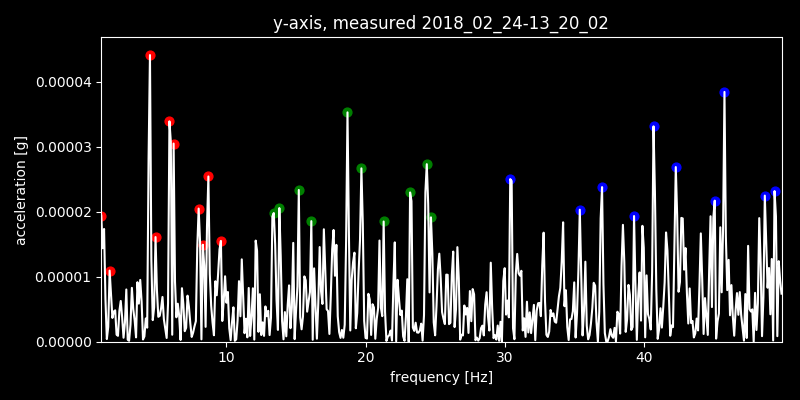 y-axis, measured 2018_02_24-13_20_02
0.00004
0.00003
0.00002
0.00001
0.00000
acceleration [g]
10 20 30 40
frequency [Hz]